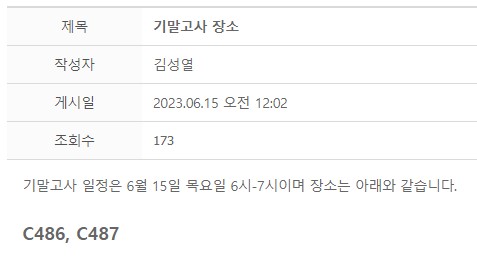 제목 기말고사 장소
작성자 김성열
게시일 2023.06.15 오전 12:02
조회수 173
기말고사 일정은 6월 15일 목요일 6시-7시이며 장소는 아래와 같습니다.
C486, C487